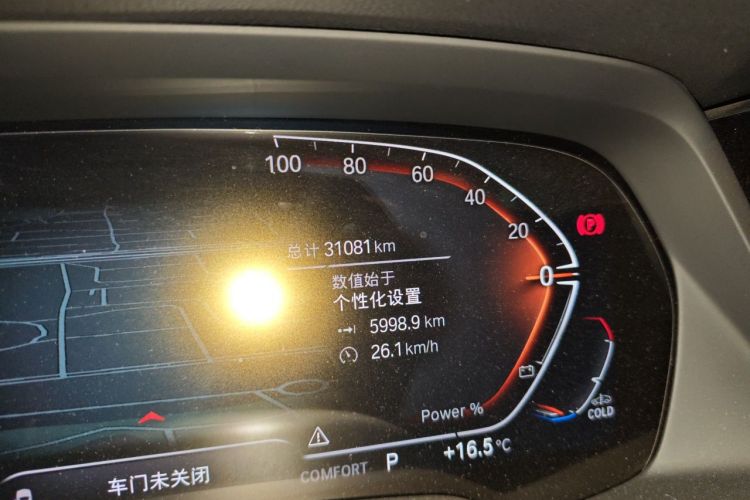 100 80 60 40 20 0
总计 31081 km
数值始于
个性化设置
5998.9 km
26.1 km/h
Power %
COLD
+16.5°C
COMFORT P
车门未关闭